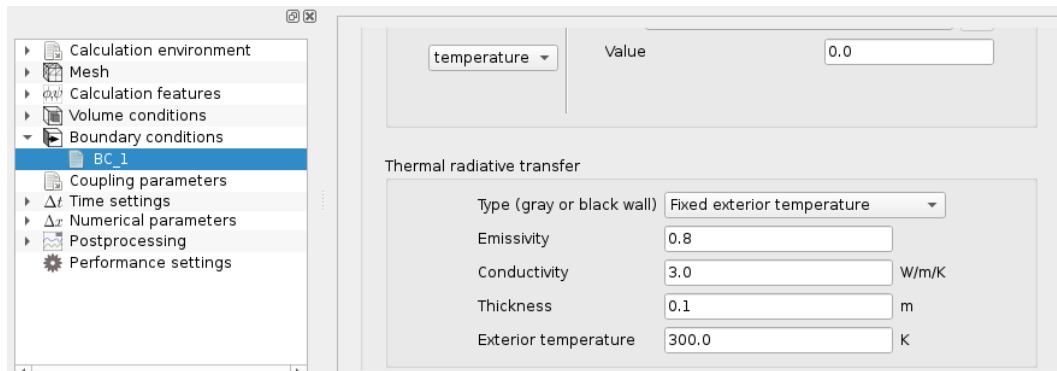 Calculation environment
Mesh
Calculation features
Volume conditions
Boundary conditions
BC_1
Coupling parameters
Δt Time settings
Δx Numerical parameters
Postprocessing
Performance settings
temperature
Value 0.0
Thermal radiative transfer
Type (gray or black wall) Fixed exterior temperature
Emissivity 0.8
Conductivity 3.0 W/m/K
Thickness 0.1 m
Exterior temperature 300.0 K